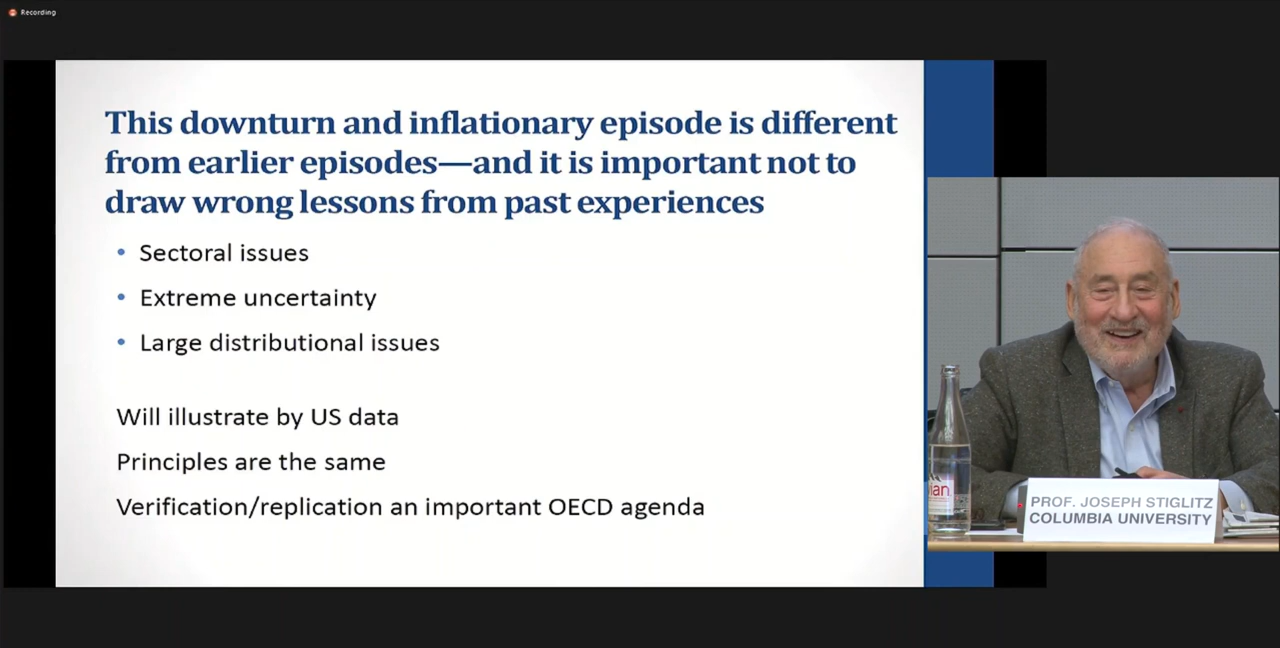 Recording
This downturn and inflationary episode is different
from earlier episodes—and it is important not to
draw wrong lessons from past experiences
• Sectoral issues
• Extreme uncertainty
• Large distributional issues
Will illustrate by US data
Principles are the same
Verification/replication an important OECD agenda
ian
PROF. JOSEPH STIGLITZ
COLUMBIA UNIVERSITY